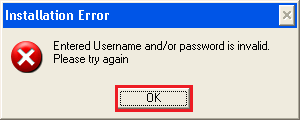 Installation Error
Entered Username and/or password is invalid.
Please try again
OK